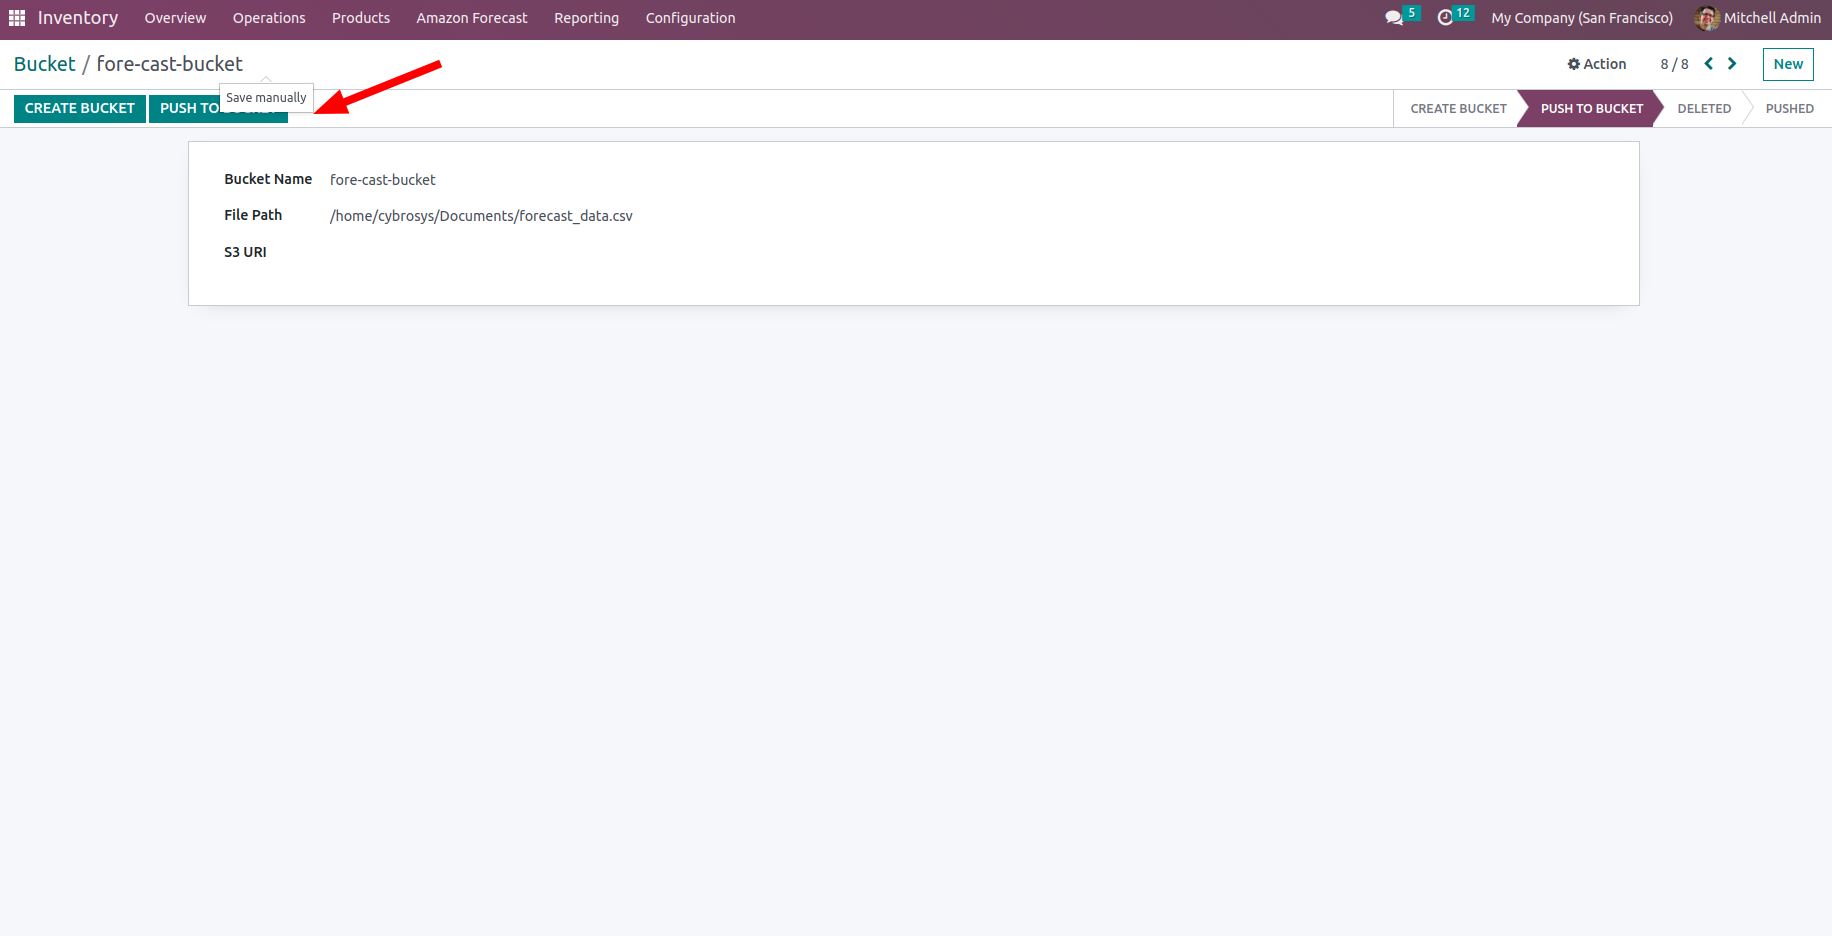 Inventory Overview Operations Products Amazon Forecast Reporting Configuration 5 12 My Company (San Francisco) Mitchell Admin
Bucket / fore-cast-bucket Action 8 / 8 New
Save manually
CREATE BUCKET PUSH TO CREATE BUCKET PUSH TO BUCKET DELETED PUSHED
Bucket Name fore-cast-bucket
File Path /home/cybrosys/Documents/forecast_data.csv
S3 URI